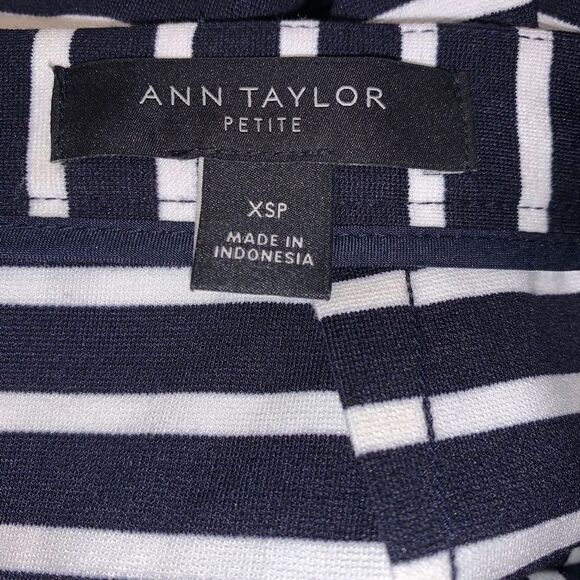 ANN TAYLOR
PETITE
XSP
MADE IN
INDONESIA